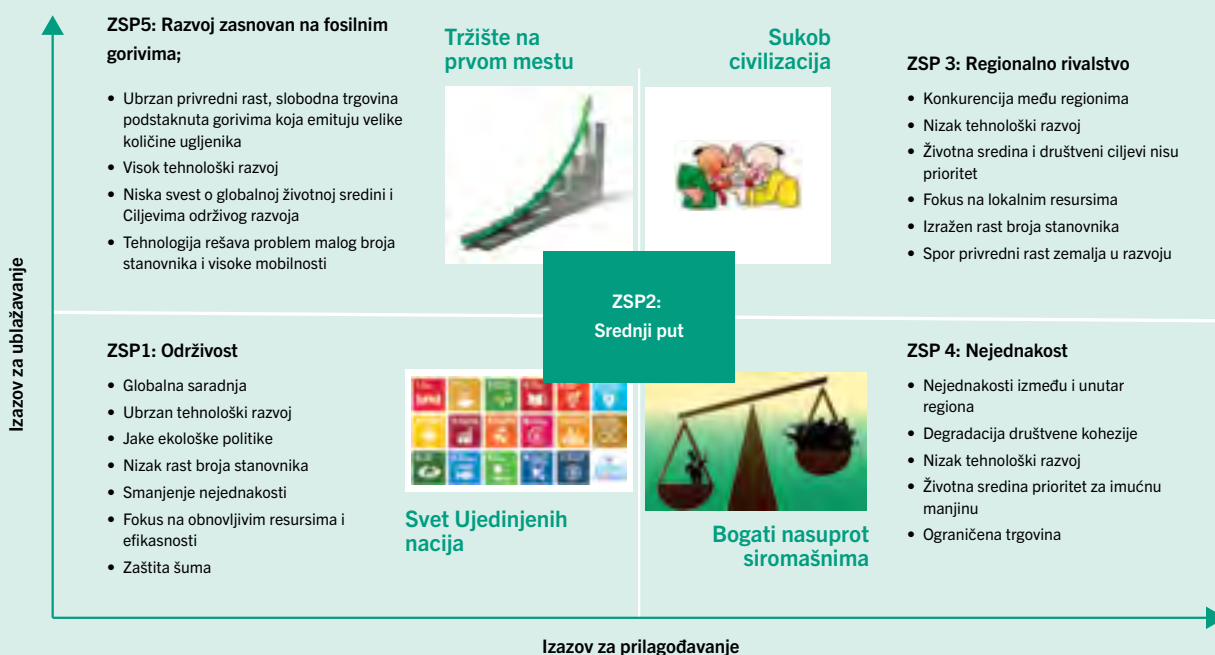 ZSP5: Razvoj zasnovan na fosilnim
gorivima;
• Ubrzan privredni rast, slobodna trgovina
podstaknuta gorivima koja emituju velike
količine ugljenika
• Visok tehnološki razvoj
• Niska svest o globalnoj životnoj sredini i
Ciljevima održivog razvoja
• Tehnologija rešava problem malog broja
stanovnika i visoke mobilnosti
Tržište na
prvom mestu
Sukob
civilizacija
ZSP 3: Regionalno rivalstvo
• Konkurencija među regionima
• Nizak tehnološki razvoj
• Životna sredina i društveni ciljevi nisu
prioritet
• Fokus na lokalnim resursima
• Izražen rast broja stanovnika
• Spor privredni rast zemalja u razvoju
ZSP2:
Srednji put
ZSP1: Održivost
• Globalna saradnja
• Ubrzan tehnološki razvoj
• Jake ekološke politike
• Nizak rast broja stanovnika
• Smanjenje nejednakosti
• Fokus na obnovljivim resursima i
efikasnosti
• Zaštita šuma
Svet Ujedinjenih
nacija
Bogati nasuprot
siromašnima
ZSP 4: Nejednakost
• Nejednakosti između i unutar
regiona
• Degradacija društvene kohezije
• Nizak tehnološki razvoj
• Životna sredina prioritet za imućnu
manjinu
• Ograničena trgovina
Izazov za ublažavanje
Izazov za prilagođavanje